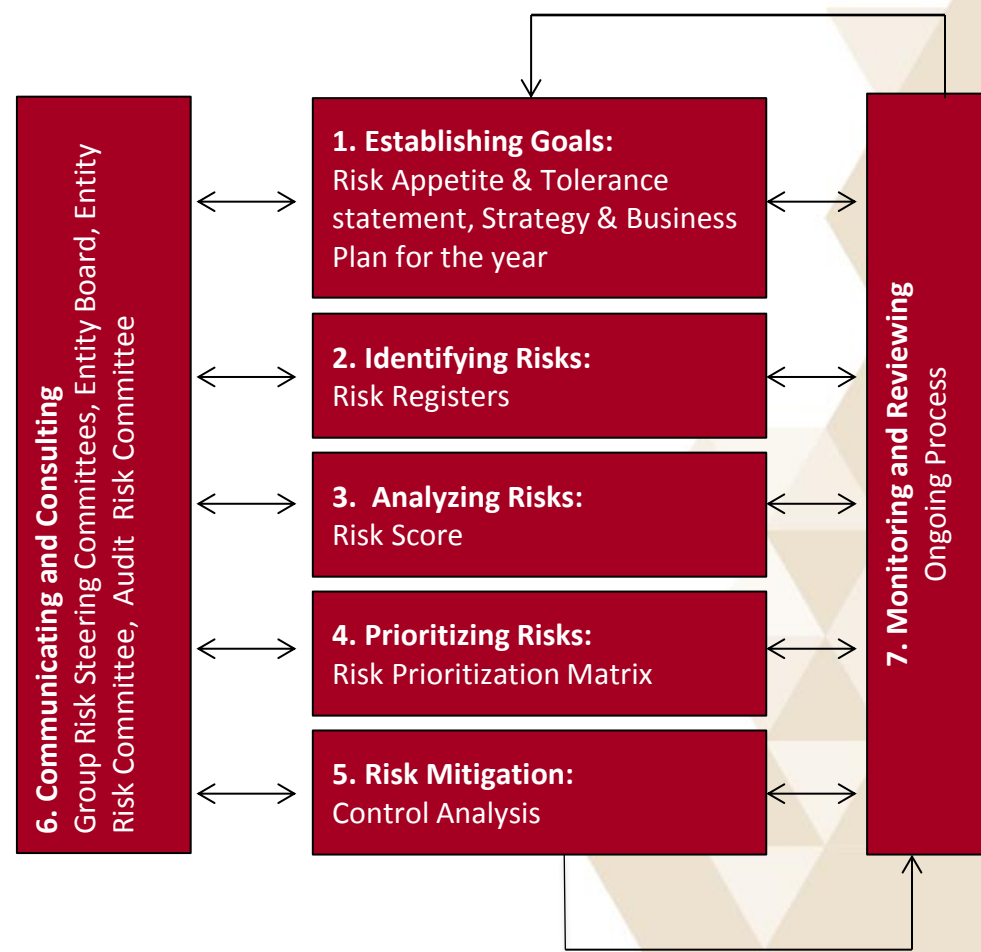 1. Establishing Goals:
Risk Appetite & Tolerance
statement, Strategy & Business
Plan for the year
2. Identifying Risks:
Risk Registers
3. Analyzing Risks:
Risk Score
4. Prioritizing Risks:
Risk Prioritization Matrix
5. Risk Mitigation:
Control Analysis
6. Communicating and Consulting
Group Risk Steering Committees, Entity Board, Entity
Risk Committee, Audit Risk Committee
7. Monitoring and Reviewing
Ongoing Process